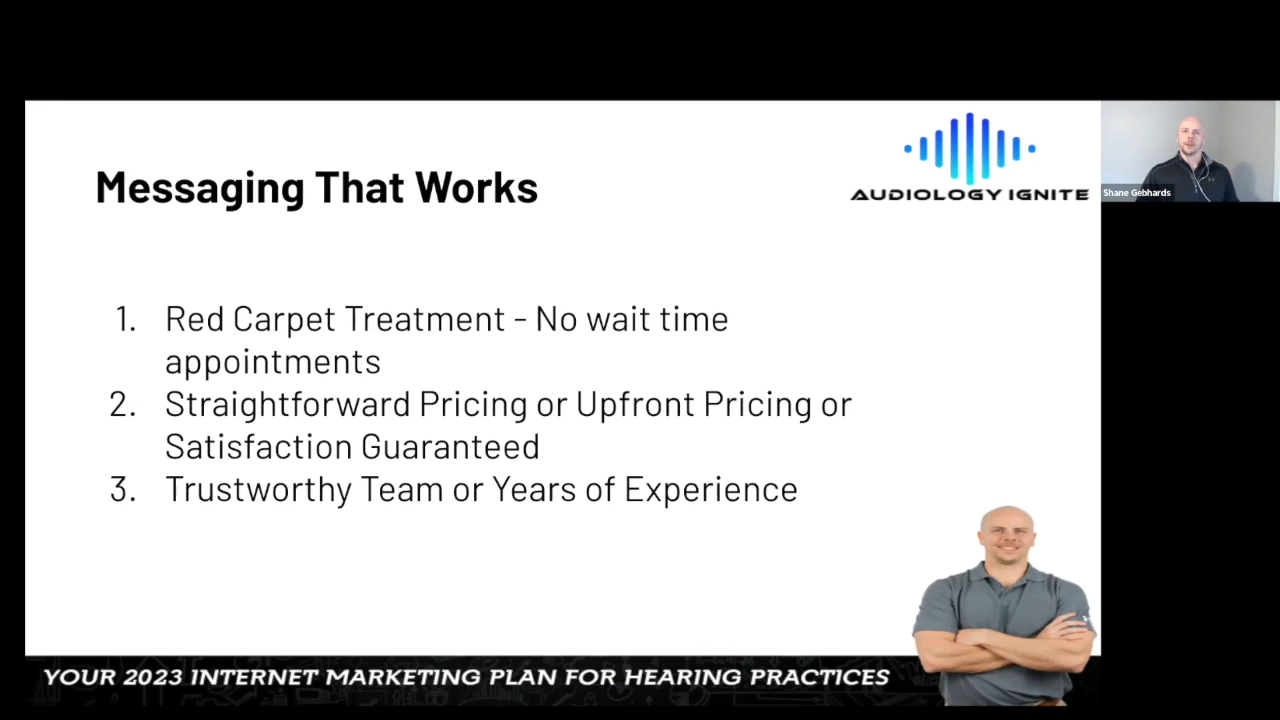 Messaging That Works
AUDIOLOGY IGNITE
Shane Gebhards
1. Red Carpet Treatment - No wait time
appointments
2. Straightforward Pricing or Upfront Pricing or
Satisfaction Guaranteed
3. Trustworthy Team or Years of Experience
YOUR 2023 INTERNET MARKETING PLAN FOR HEARING PRACTICES